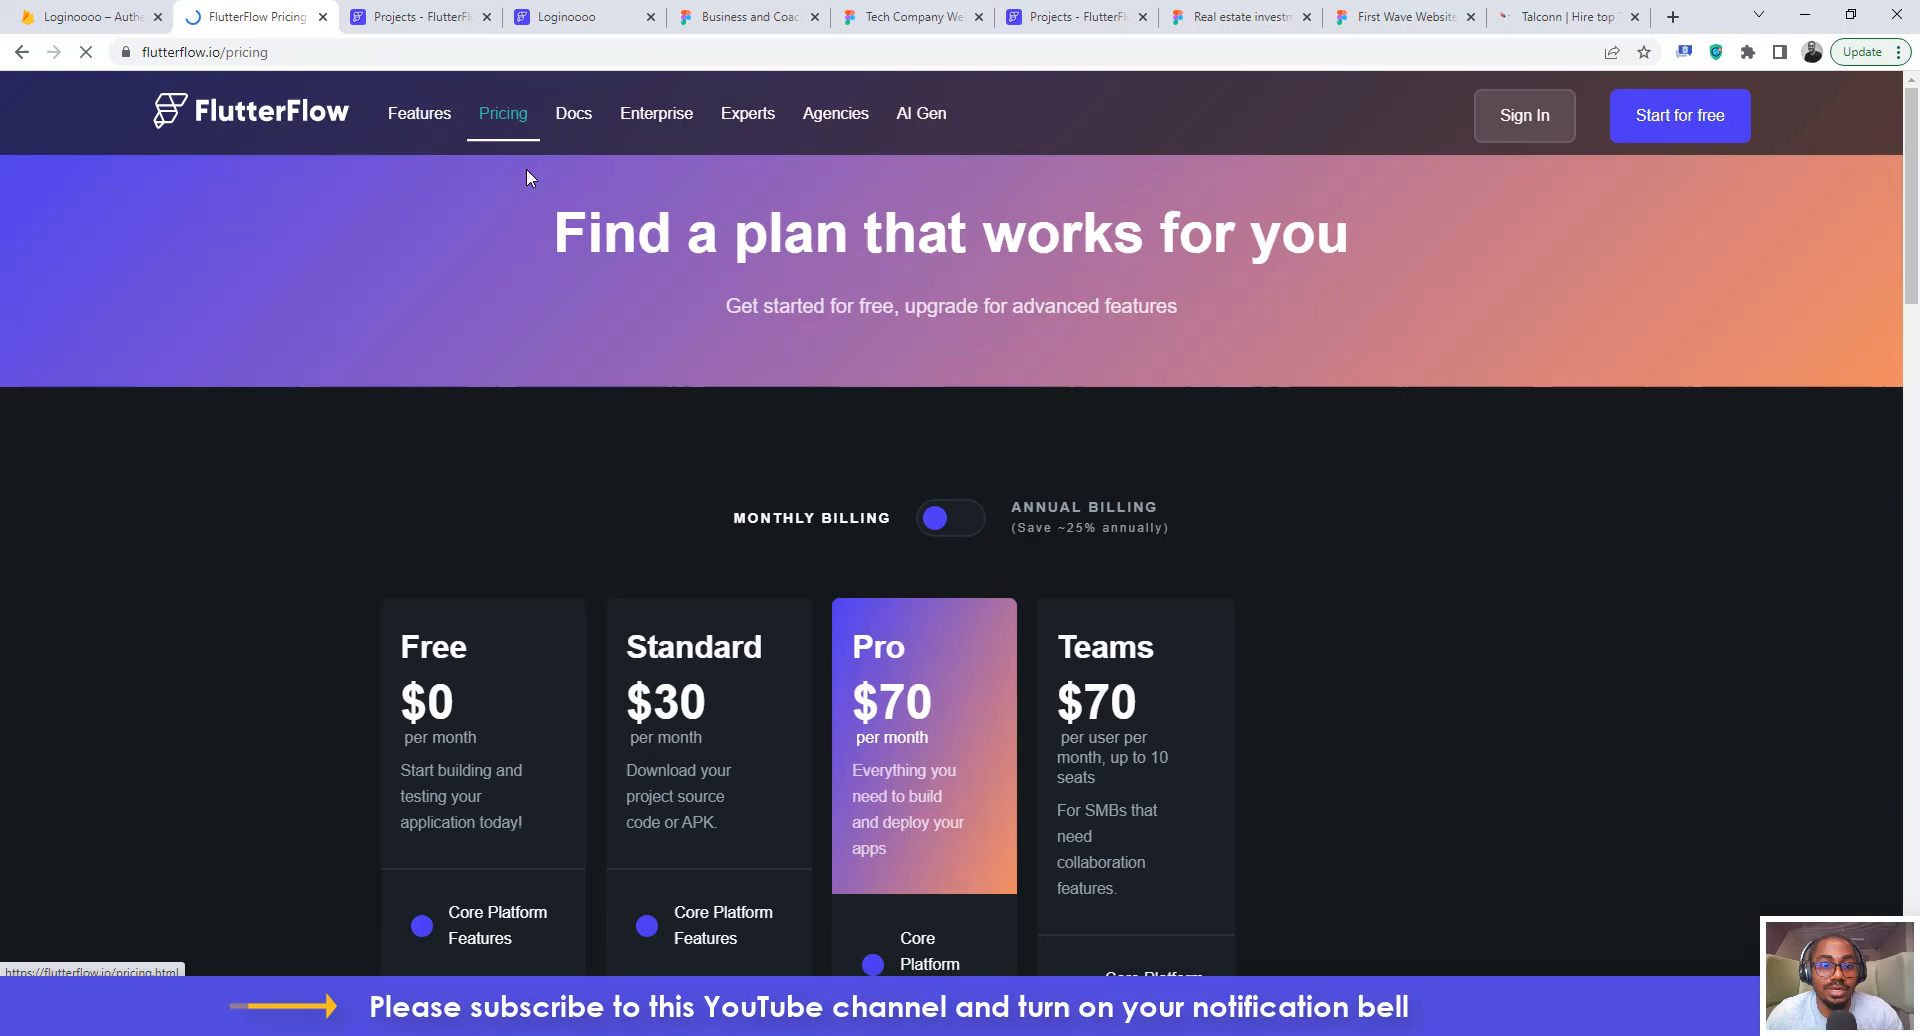 Loginoooo – Authe
FlutterFlow Pricing
Projects - FlutterFl
Loginoooo
Business and Coac
Tech Company We
Projects - FlutterFl
Real estate investm
First Wave Website
Talconn | Hire top T
flutterflow.io/pricing
Update
FlutterFlow
Features
Pricing
Docs
Enterprise
Experts
Agencies
AI Gen
Sign In
Start for free
Find a plan that works for you
Get started for free, upgrade for advanced features
MONTHLY BILLING
ANNUAL BILLING
(Save ~25% annually)
Free
$0
per month
Start building and
testing your
application today!
Core Platform
Features
Standard
$30
per month
Download your
project source
code or APK.
Core Platform
Features
Pro
$70
per month
Everything you
need to build
and deploy your
apps
Core
Platform
Teams
$70
per user per
month, up to 10
seats
For SMBs that
need
collaboration
features.
Core Platform
https://flutterflow.io/pricing.html
Please subscribe to this YouTube channel and turn on your notification bell